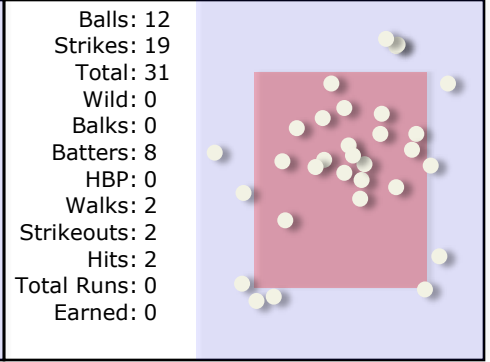 Balls: 12
Strikes: 19
Total: 31
Wild: 0
Balks: 0
Batters: 8
HBP: 0
Walks: 2
Strikeouts: 2
Hits: 2
Total Runs: 0
Earned: 0